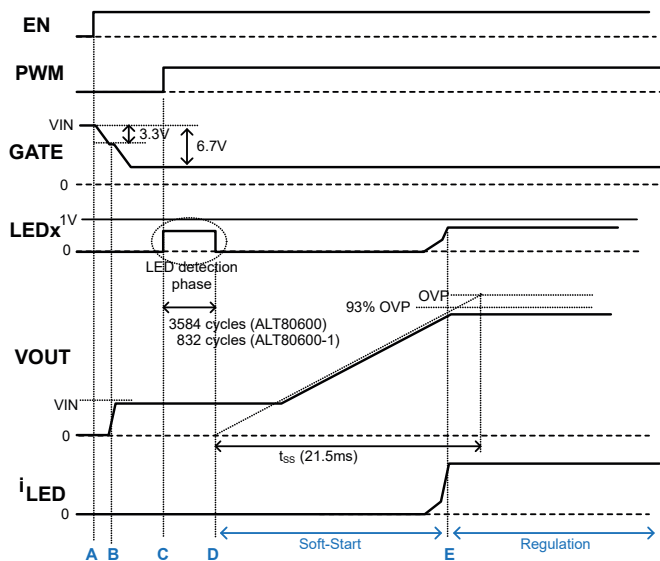 EN
PWM
VIN
3.3V
6.7V
GATE
0
1V
LEDx
0
LED detection
phase
OVP
93% OVP
3584 cycles (ALT80600)
832 cycles (ALT80600-1)
VOUT
VIN
0
tSS (21.5ms)
iLED
0
Soft-Start
Regulation
A B C D E